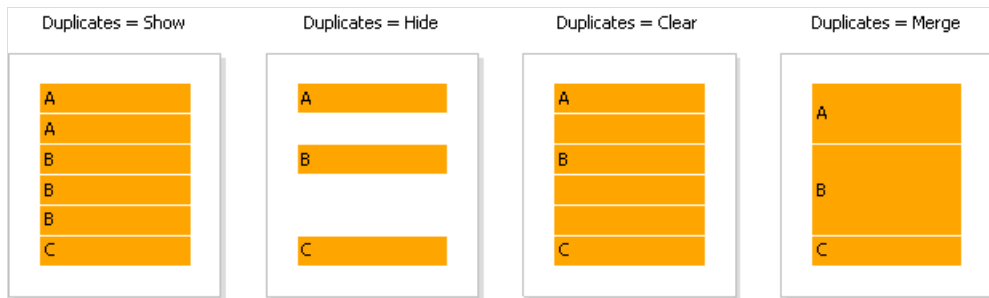 Duplicates = Show
A
A
B
B
B
C
Duplicates = Hide
A
B
C
Duplicates = Clear
A
B
C
Duplicates = Merge
A
B
C